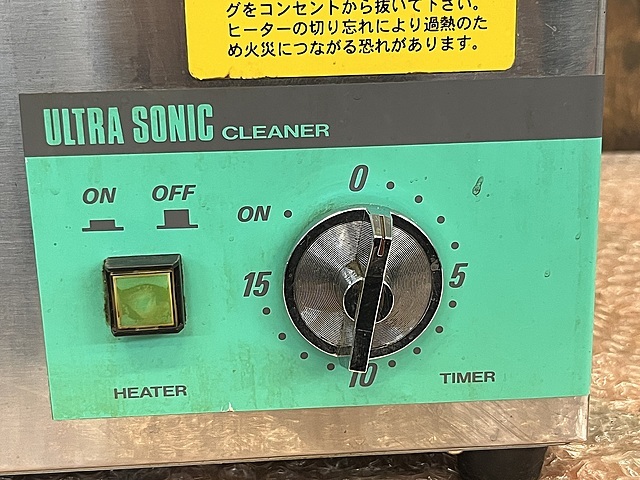 グをコンセントから抜いて下さい。
ヒーターの切り忘れにより過熱のた
め火災につながる恐れがあります。
ULTRA SONIC CLEANER
ON OFF
0
ON
15
5
10
HEATER
TIMER